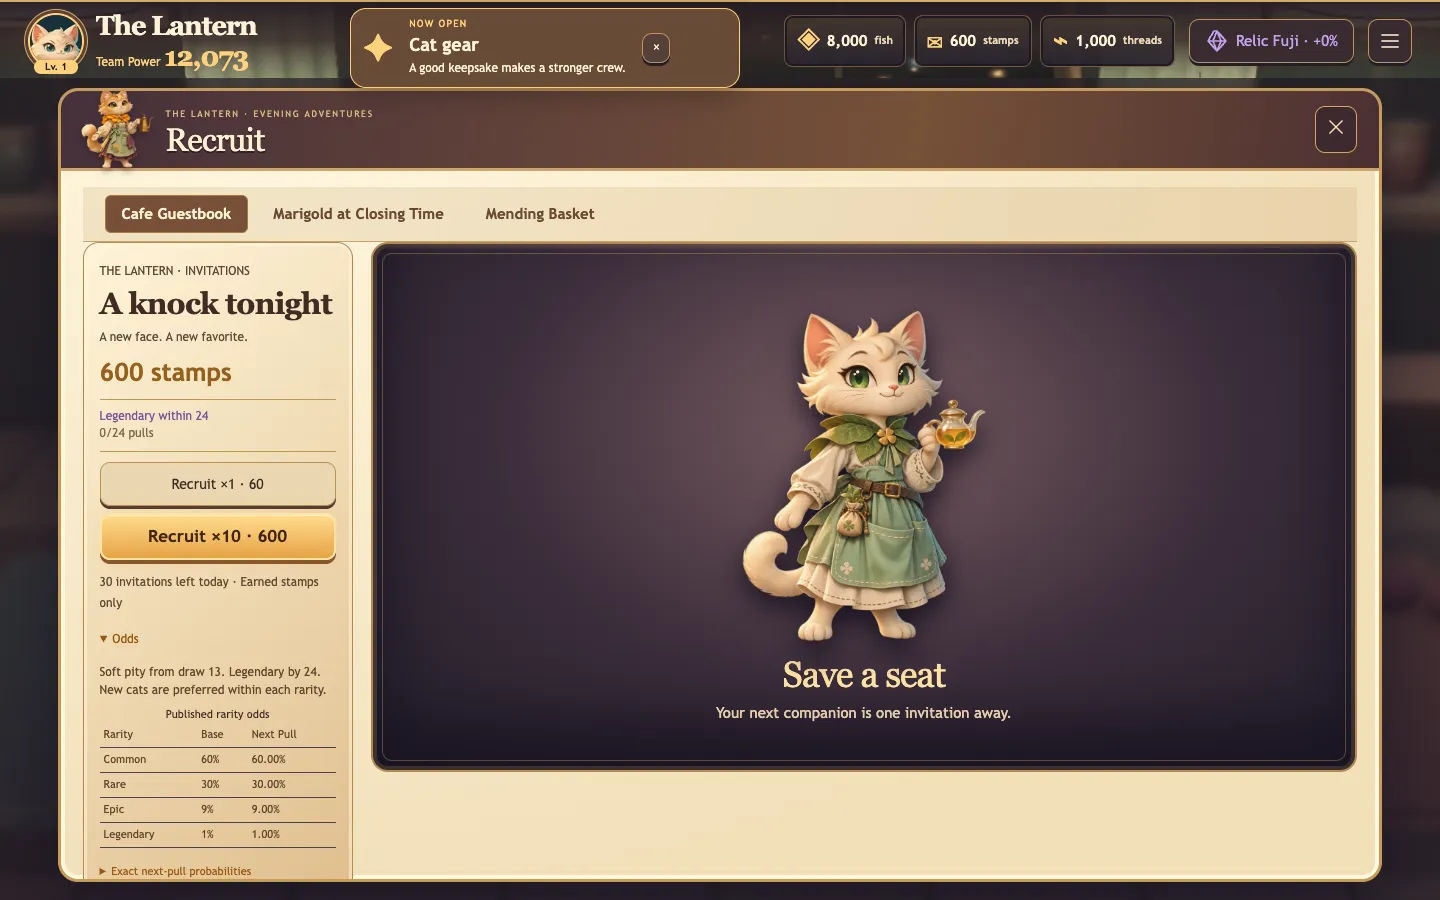 The Lantern
Team Power 12,073
Lv. 1
NOW OPEN
Cat gear
A good keepsake makes a stronger crew.
×
8,000 fish
600 stamps
1,000 threads
Relic Fuji · +0%
THE LANTERN · EVENING ADVENTURES
Recruit
Cafe Guestbook
Marigold at Closing Time
Mending Basket
THE LANTERN · INVITATIONS
A knock tonight
A new face. A new favorite.
600 stamps
Legendary within 24
0/24 pulls
Recruit ×1 · 60
Recruit ×10 · 600
30 invitations left today · Earned stamps
only
▼ Odds
Soft pity from draw 13. Legendary by 24.
New cats are preferred within each rarity.
Published rarity odds
Rarity Base Next Pull
Common 60% 60.00%
Rare 30% 30.00%
Epic 9% 9.00%
Legendary 1% 1.00%
▶ Exact next-pull probabilities
Save a seat
Your next companion is one invitation away.